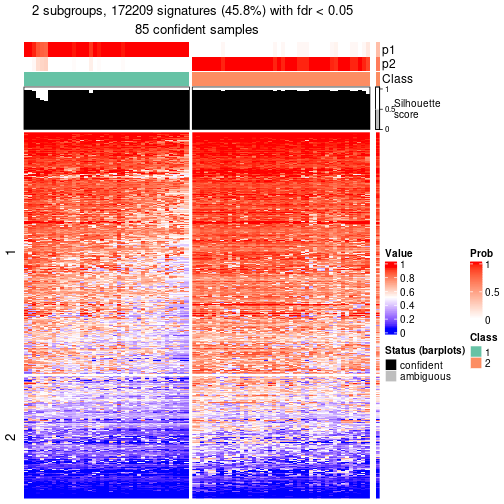 2 subgroups, 172209 signatures (45.8%) with fdr < 0.05
85 confident samples
p1
p2
Class
1
0.5
0
Silhouette
score
1
2
Value
1
0.8
0.6
0.4
0.2
0
Prob
1
0.5
0
Status (barplots)
confident
ambiguous
Class
1
2